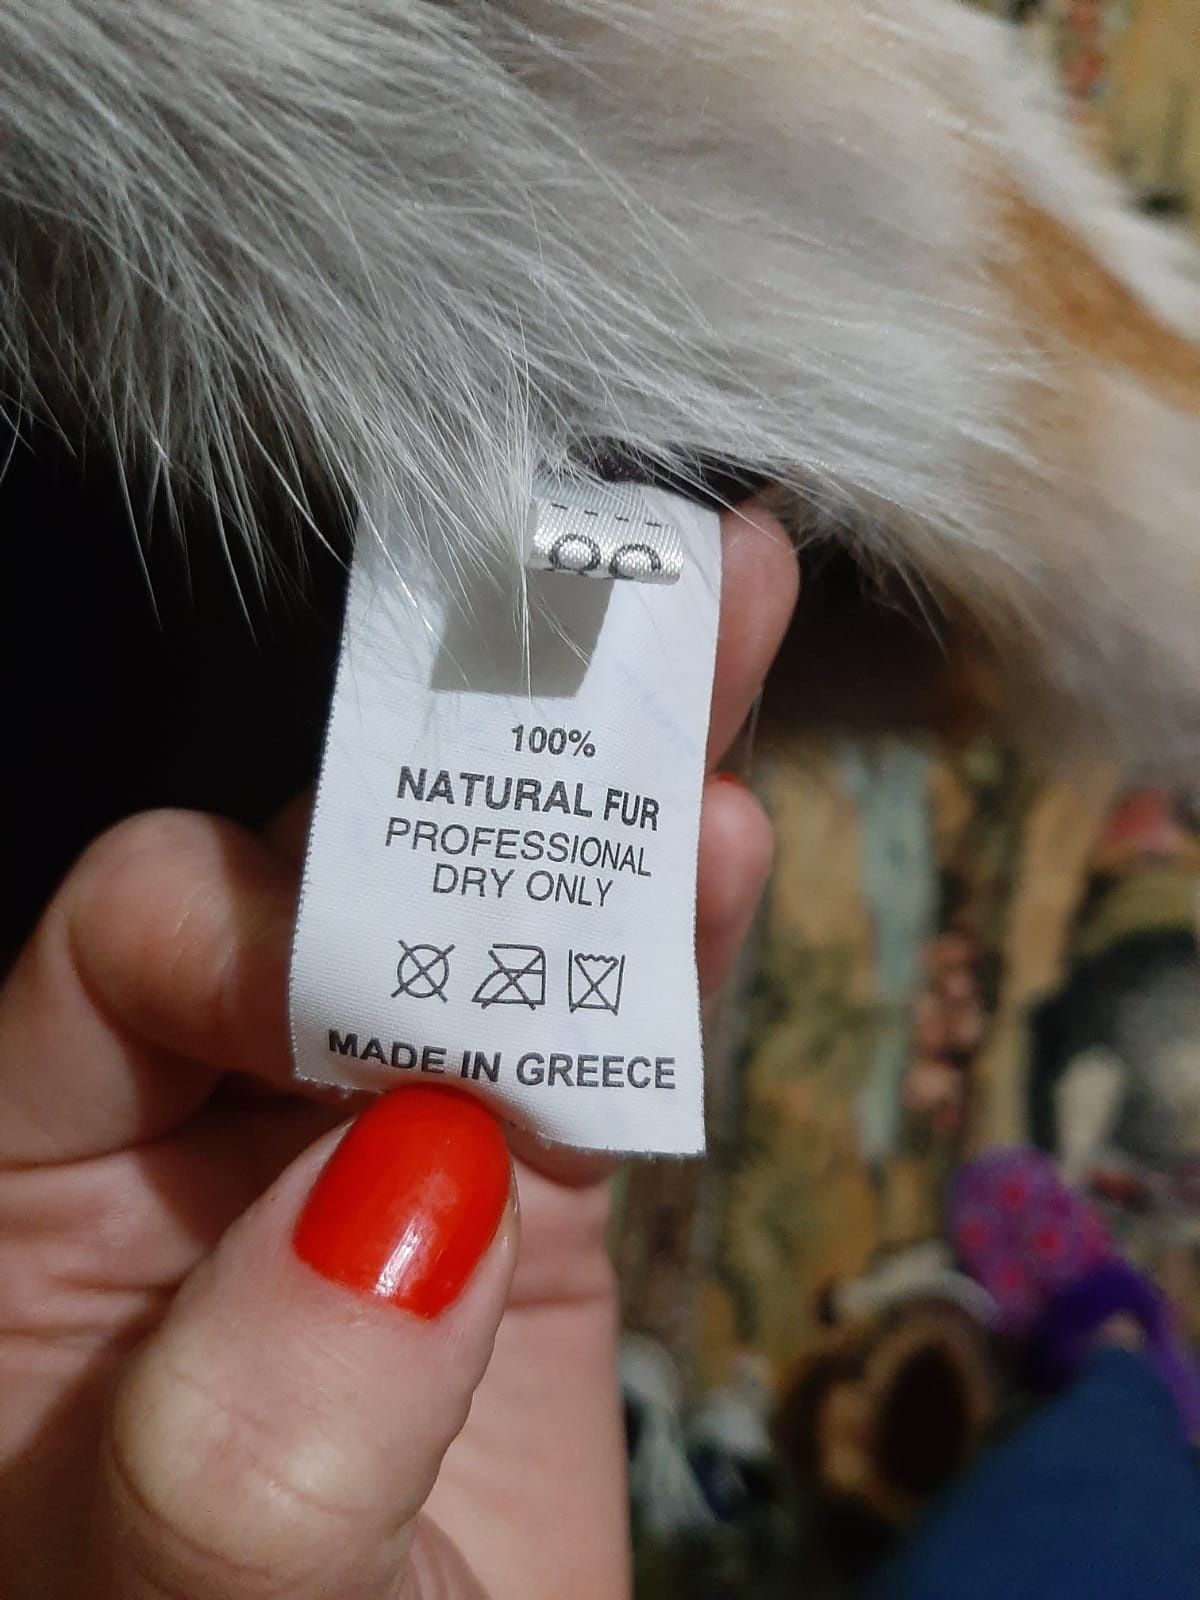 100%
NATURAL FUR
PROFESSIONAL
DRY ONLY
MADE IN GREECE